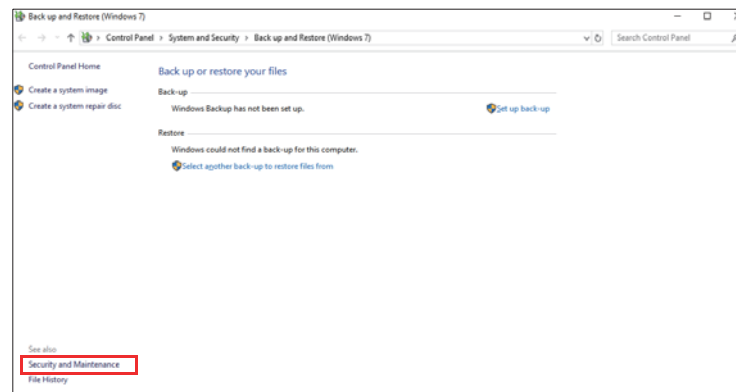 Back up and Restore (Windows 7)
Control Panel > System and Security > Back up and Restore (Windows 7)
Search Control Panel
Control Panel Home
Create a system image
Create a system repair disc
Back up or restore your files
Back-up
Windows Backup has not been set up.
Set up back-up
Restore
Windows could not find a back-up for this computer.
Select another back-up to restore files from
See also
Security and Maintenance
File History